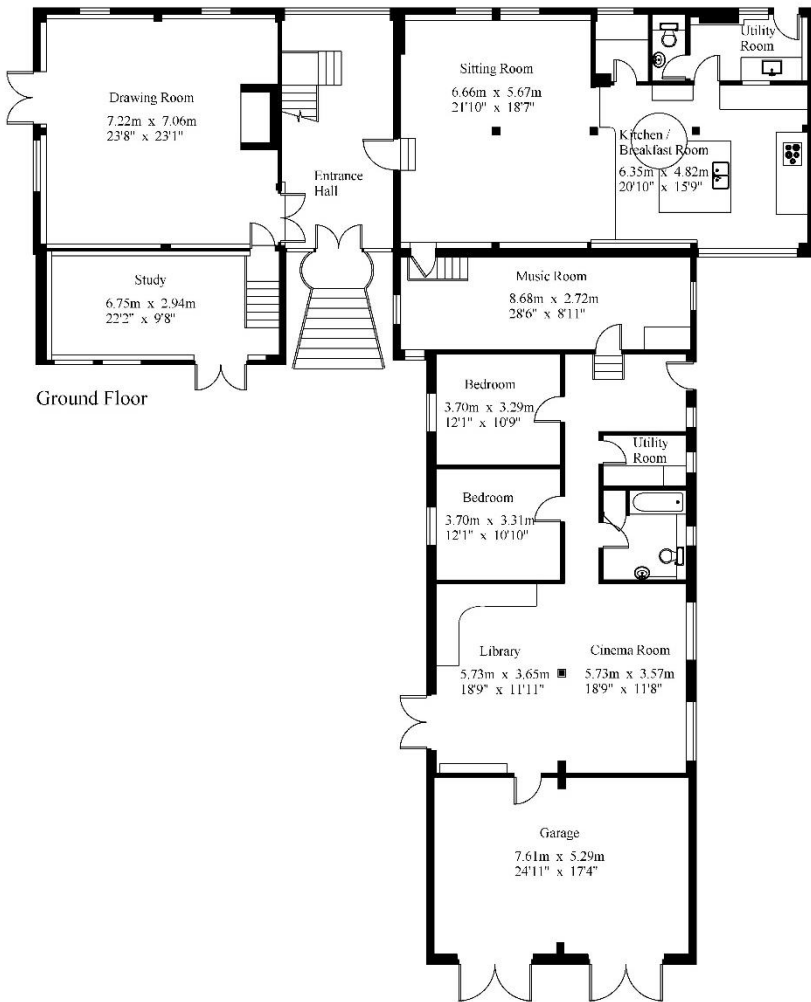 Utility
Room
Drawing Room
7.22m x 7.06m
23'8" x 23'1"
Sitting Room
6.66m x 5.67m
21'10" x 18'7"
Kitchen /
Breakfast Room
6.35m x 4.82m
20'10" x 15'9"
Entrance
Hall
Study
6.75m x 2.94m
22'2" x 9'8"
Music Room
8.68m x 2.72m
28'6" x 8'11"
Ground Floor
Bedroom
3.70m x 3.29m
12'1" x 10'9"
Utility
Room
Bedroom
3.70m x 3.31m
12'1" x 10'10"
Library
5.73m x 3.65m
18'9" x 11'11"
Cinema Room
5.73m x 3.57m
18'9" x 11'8"
Garage
7.61m x 5.29m
24'11" x 17'4"